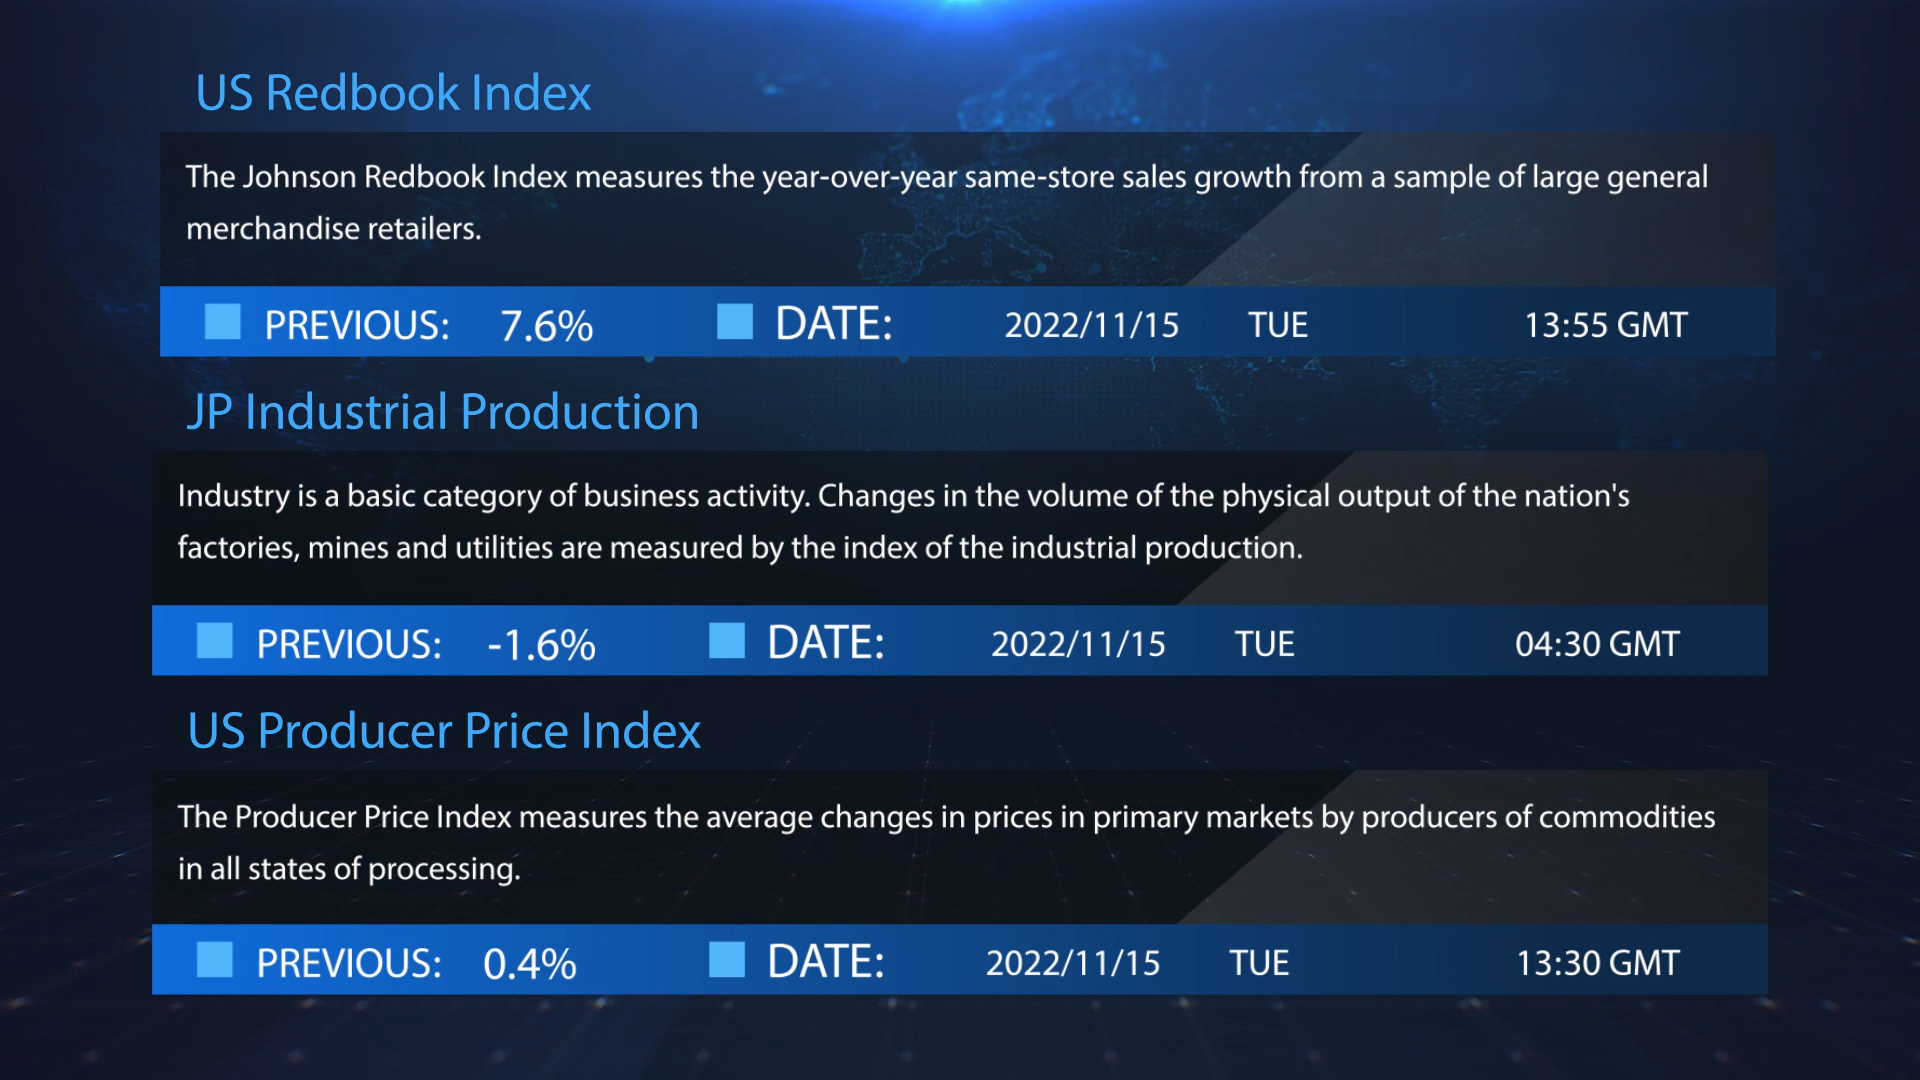 US Redbook Index
The Johnson Redbook Index measures the year-over-year same-store sales growth from a sample of large general
merchandise retailers.
PREVIOUS: 7.6% DATE: 2022/11/15 TUE 13:55 GMT
JP Industrial Production
Industry is a basic category of business activity. Changes in the volume of the physical output of the nation's
factories, mines and utilities are measured by the index of the industrial production.
PREVIOUS: -1.6% DATE: 2022/11/15 TUE 04:30 GMT
US Producer Price Index
The Producer Price Index measures the average changes in prices in primary markets by producers of commodities
in all states of processing.
PREVIOUS: 0.4% DATE: 2022/11/15 TUE 13:30 GMT